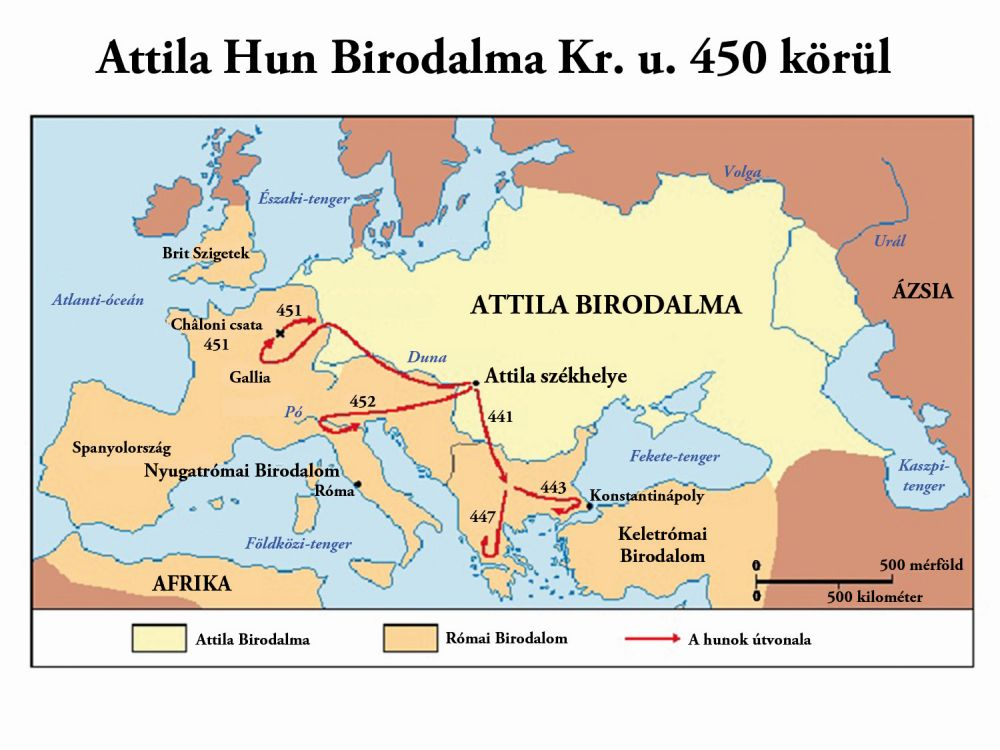 Attila Hun Birodalma Kr. u. 450 körül
Volga
Északi-tenger
Urál
Brit Szigetek
ÁZSIA
Atlanti-óceán
ATTILA BIRODALMA
451
Châloni csata
451
Duna
Gallia
Attila székhelye
452
Pó
441
Spanyolország
Fekete-tenger
Nyugatrómai Birodalom
Kaszpi-
tenger
Róma
443
Konstantinápoly
447
Keletrómai
Birodalom
Földközi-tenger
AFRIKA
0
500 mérföld
0
500 kilométer
Attila Birodalma
Római Birodalom
A hunok útvonala